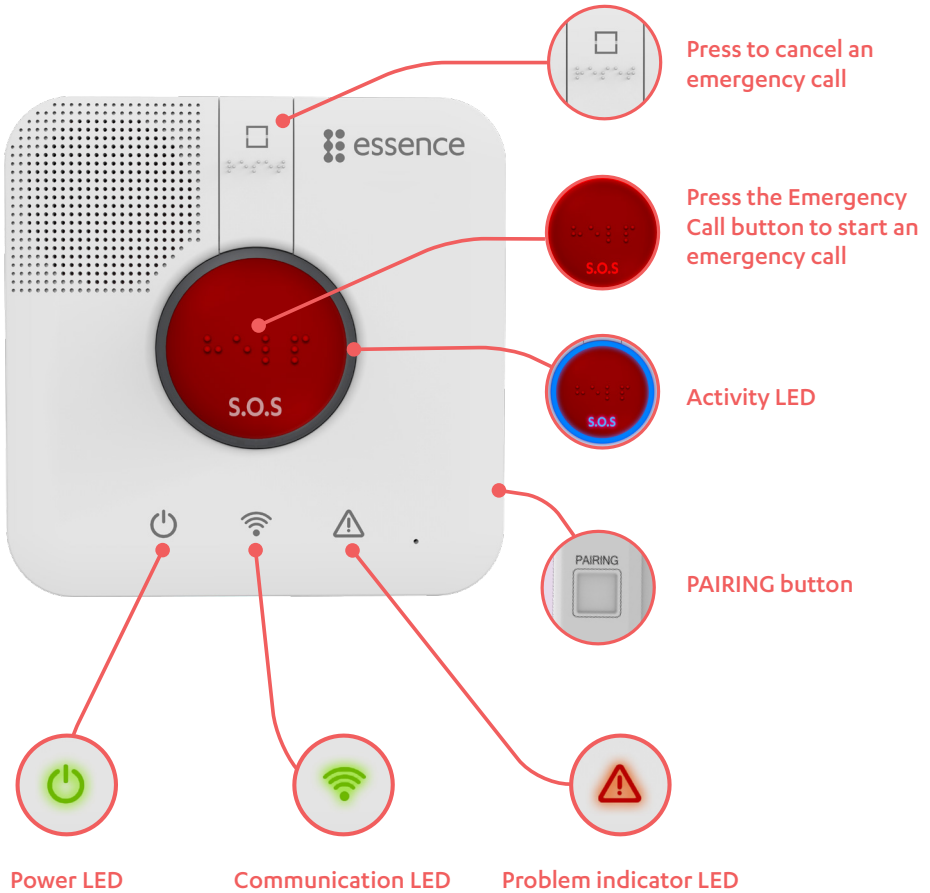 Press to cancel an
emergency call
essence
Press the Emergency
Call button to start an
emergency call
S.O.S
S.O.S
Activity LED
S.O.S
PAIRING
PAIRING button
Power LED
Communication LED
Problem indicator LED